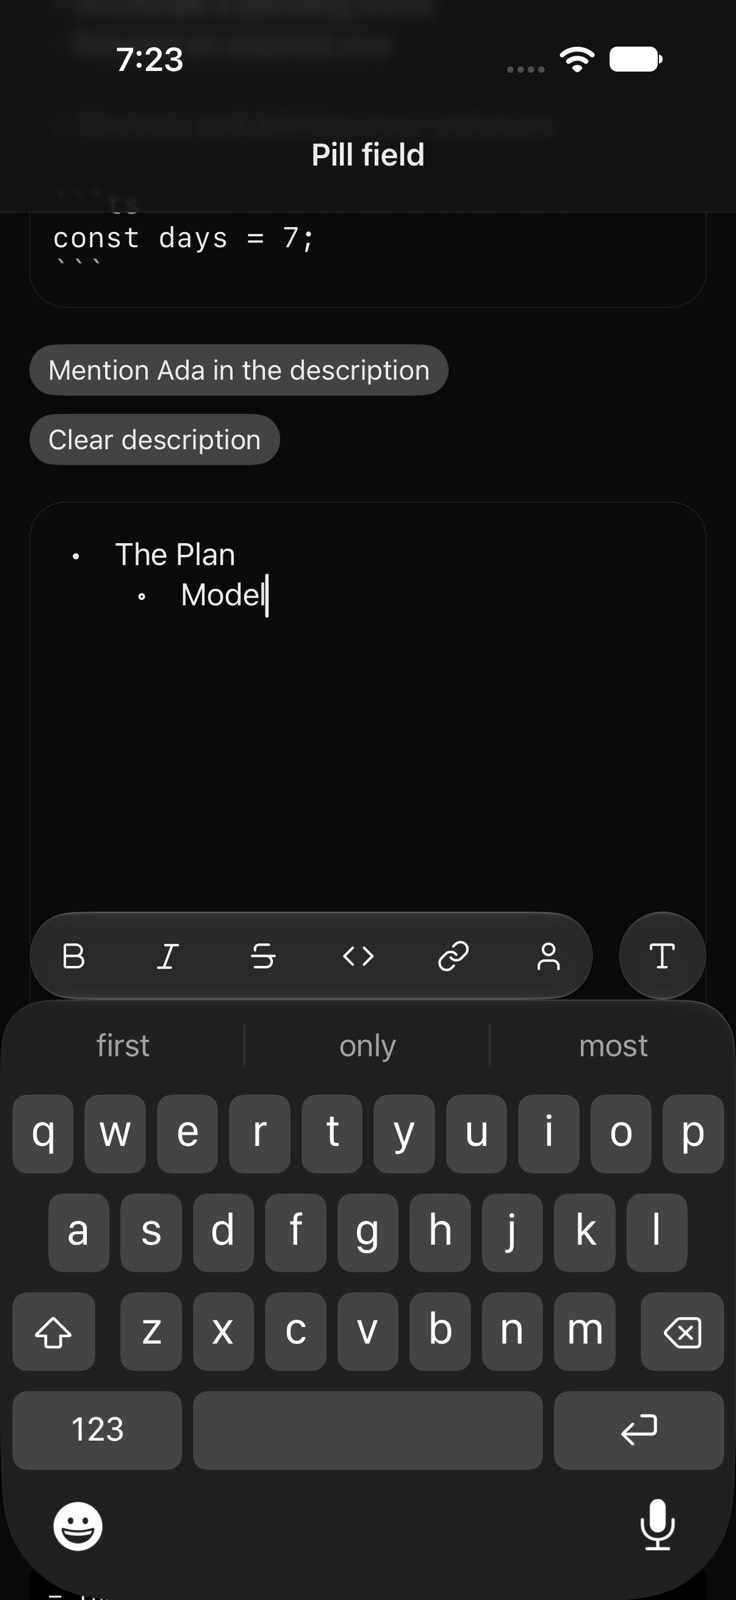 7:23
Pill field
```ts
const days = 7;
```
Mention Ada in the description
Clear description
• The Plan
◦ Model
B I S <> T
first only most
q w e r t y u i o p
a s d f g h j k l
z x c v b n m
123